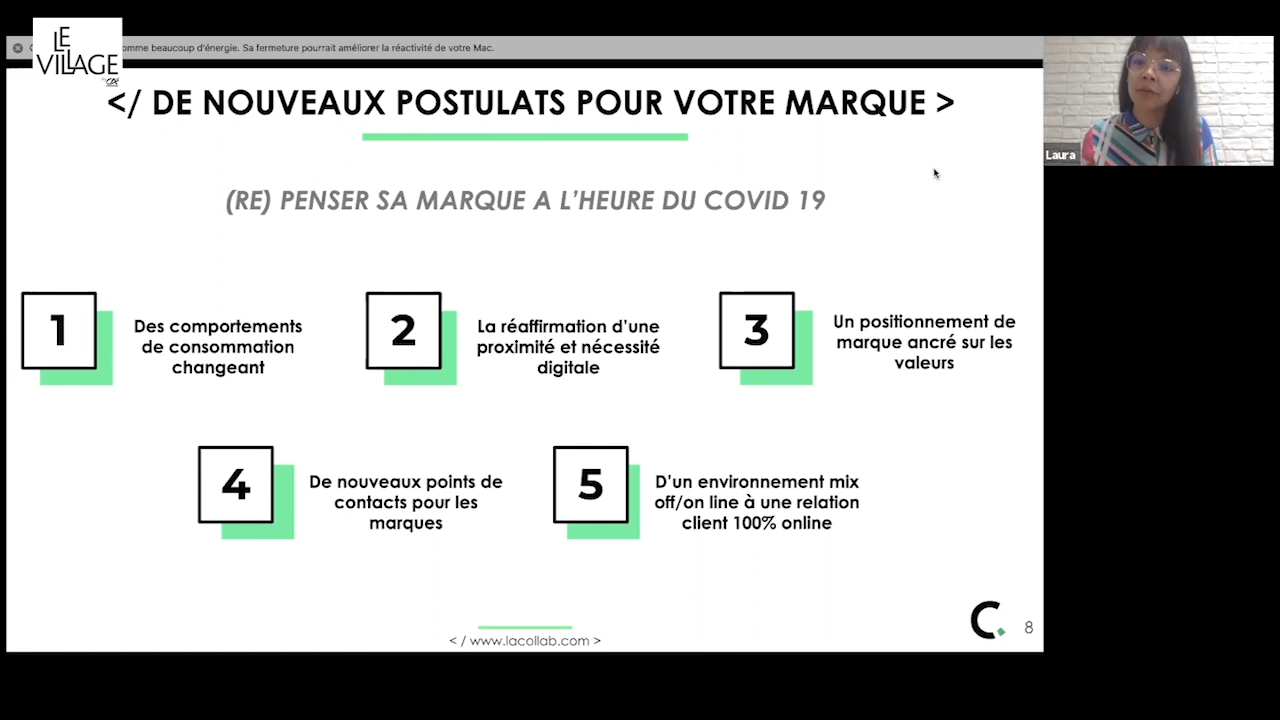 LE
VILLAGE
by CA
omme beaucoup d'énergie. Sa fermeture pourrait améliorer la réactivité de votre Mac.
</ DE NOUVEAUX POSTULATS POUR VOTRE MARQUE >
Laura
(RE) PENSER SA MARQUE A L'HEURE DU COVID 19
1
Des comportements
de consommation
changeant
2
La réaffirmation d'une
proximité et nécessité
digitale
3
Un positionnement de
marque ancré sur les
valeurs
4
De nouveaux points de
contacts pour les
marques
5
D'un environnement mix
off/on line à une relation
client 100% online
C.
8
</ www.lacollab.com >